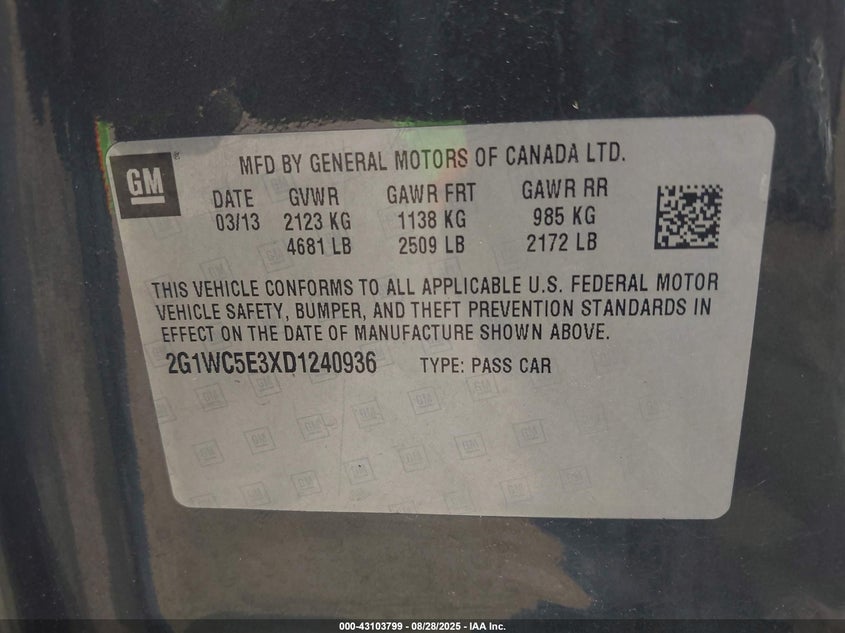 GM
MFD BY GENERAL MOTORS OF CANADA LTD.
DATE GVWR GAWR FRT GAWR RR
03/13 2123 KG 1138 KG 985 KG
4681 LB 2509 LB 2172 LB
THIS VEHICLE CONFORMS TO ALL APPLICABLE U.S. FEDERAL MOTOR
VEHICLE SAFETY, BUMPER, AND THEFT PREVENTION STANDARDS IN
EFFECT ON THE DATE OF MANUFACTURE SHOWN ABOVE.
2G1WC5E3XD1240936 TYPE: PASS CAR
000-43103799 - 08/28/2025 - IAA Inc.